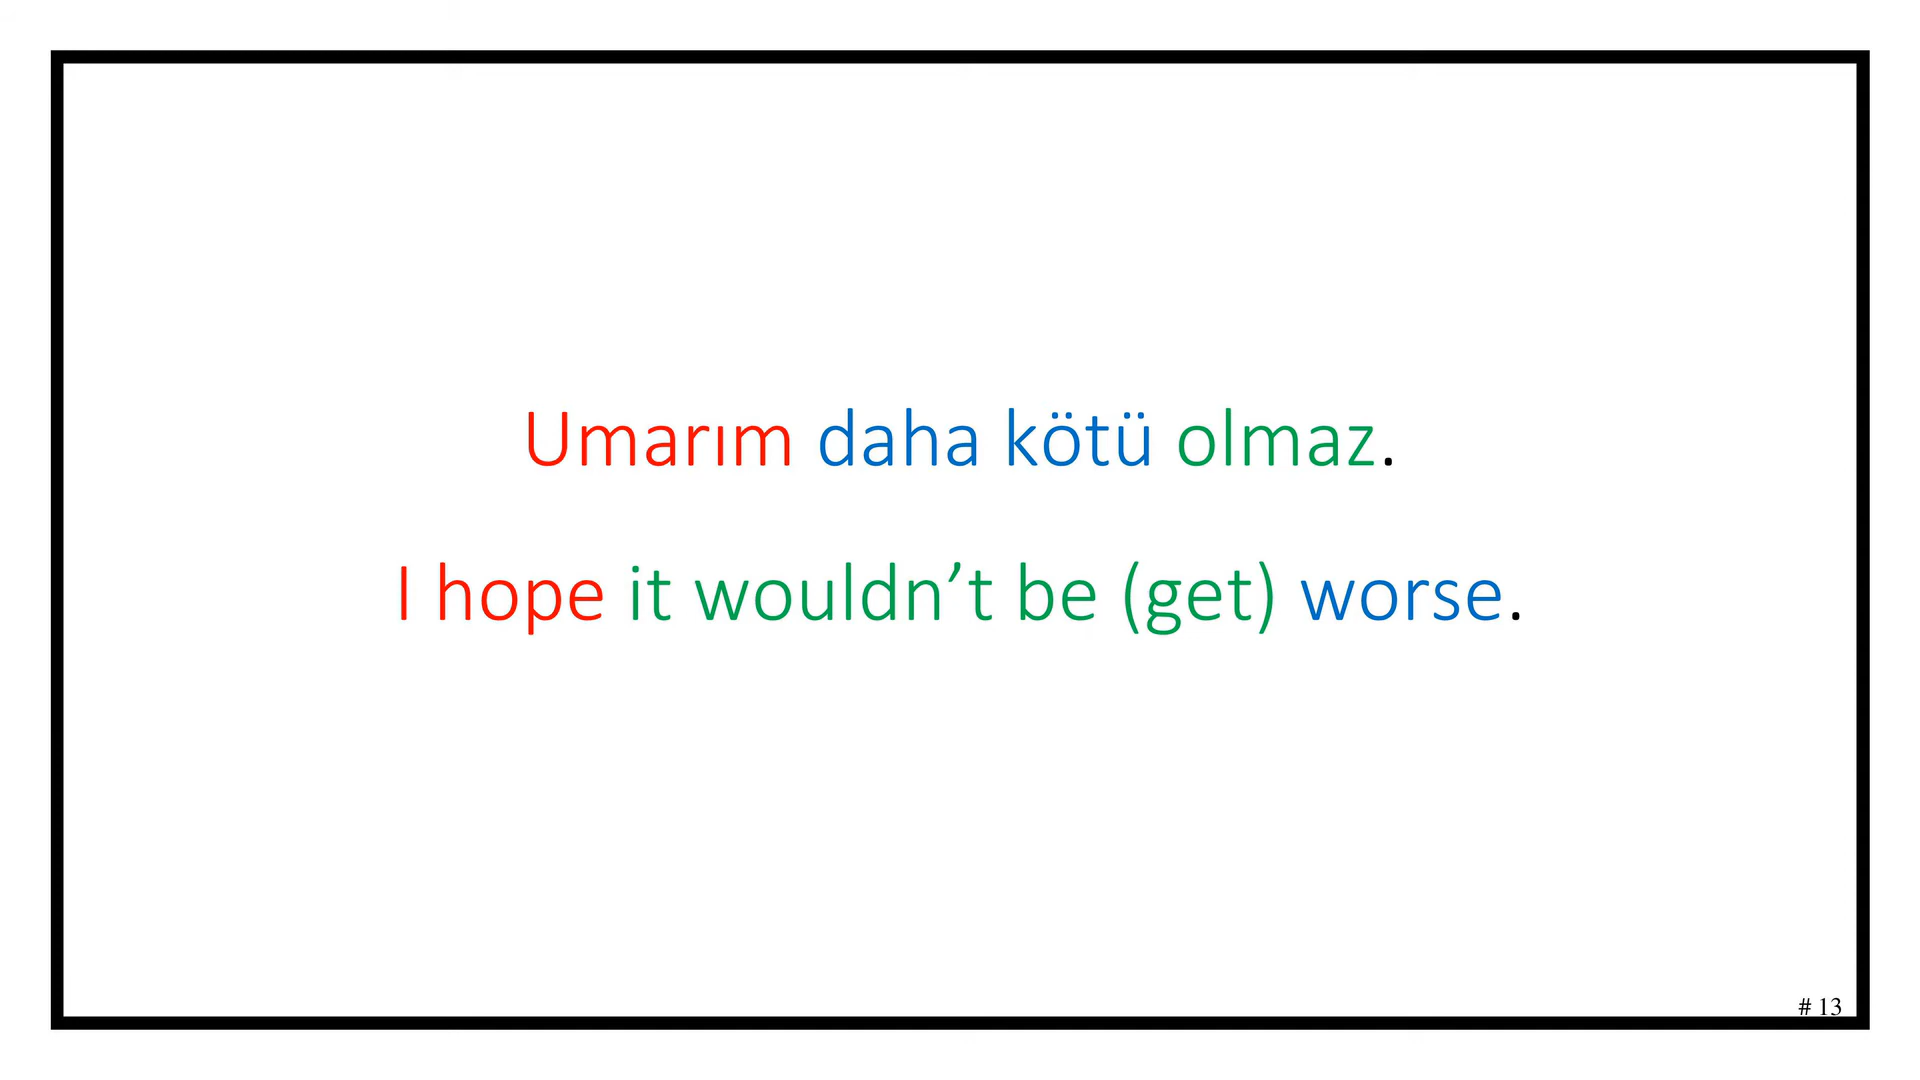 Umarım daha kötü olmaz.
I hope it wouldn’t be (get) worse.
# 13